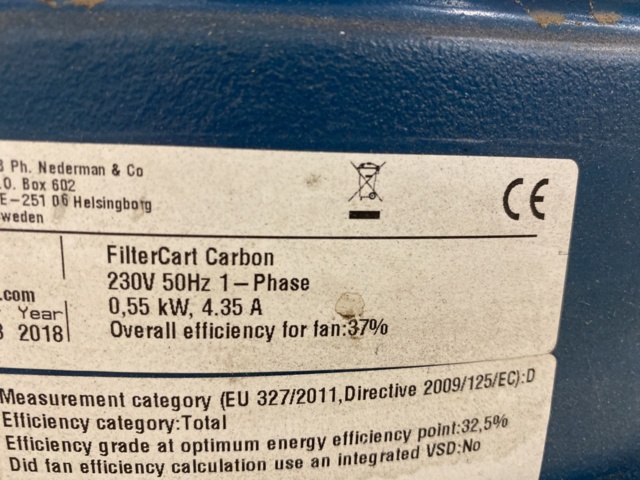 Ph. Nederman & Co
.O. Box 602
E-251 06 Helsingborg
weden
CE
FilterCart Carbon
230V 50Hz 1-Phase
.com
0,55 kW, 4.35 A
Year
2018
Overall efficiency for fan:37%
Measurement category (EU 327/2011,Directive 2009/125/EC):D
Efficiency category:Total
Efficiency grade at optimum energy efficiency point:32,5%
Did fan efficiency calculation use an integrated VSD:No